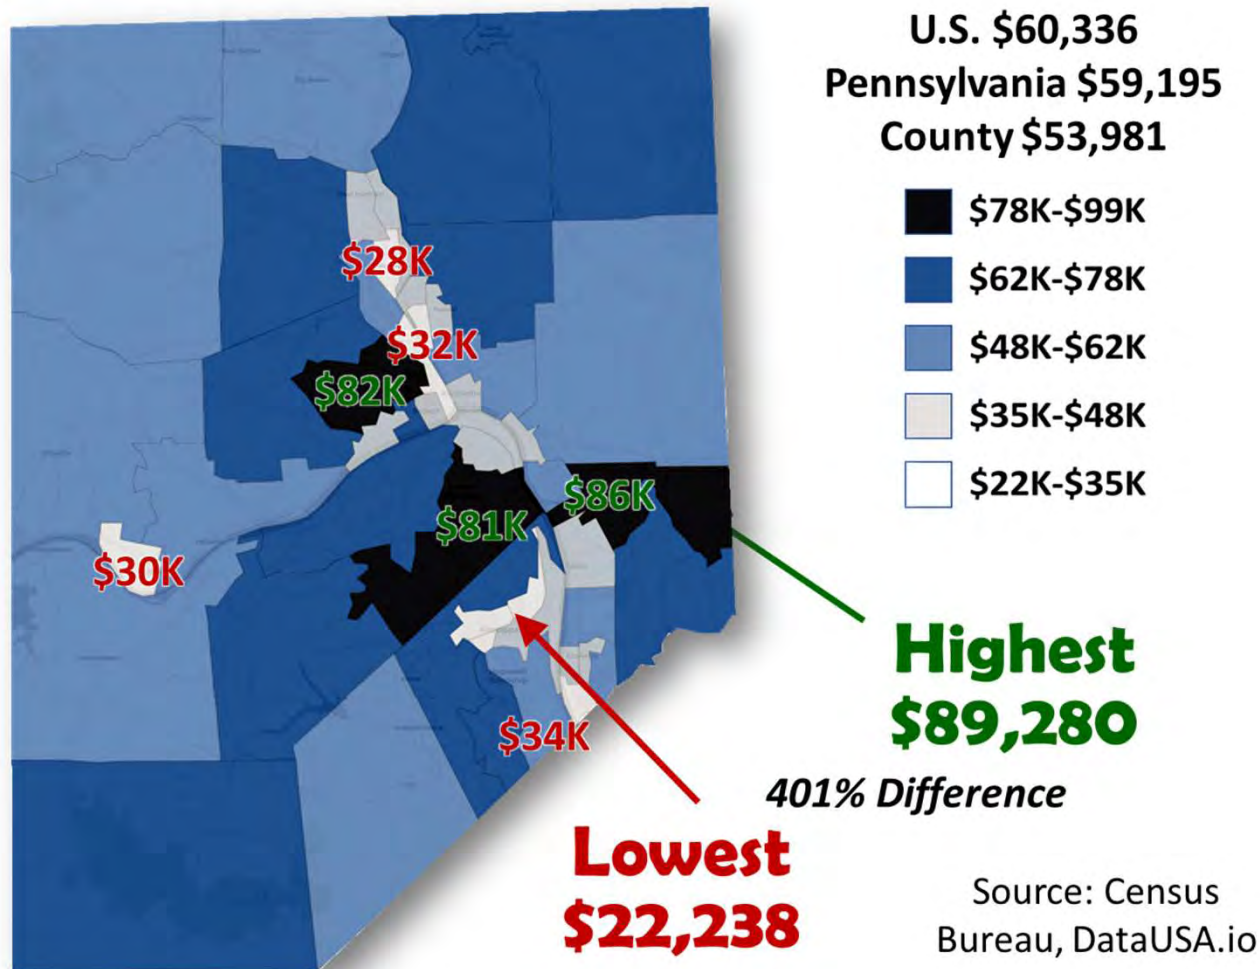 U.S. $60,336
Pennsylvania $59,195
County $53,981
$78K-$99K
$62K-$78K
$48K-$62K
$35K-$48K
$22K-$35K
$28K
$32K
$82K
$86K
$81K
$30K
$34K
Highest
$89,280
401% Difference
Lowest
$22,238
Source: Census
Bureau, DataUSA.io